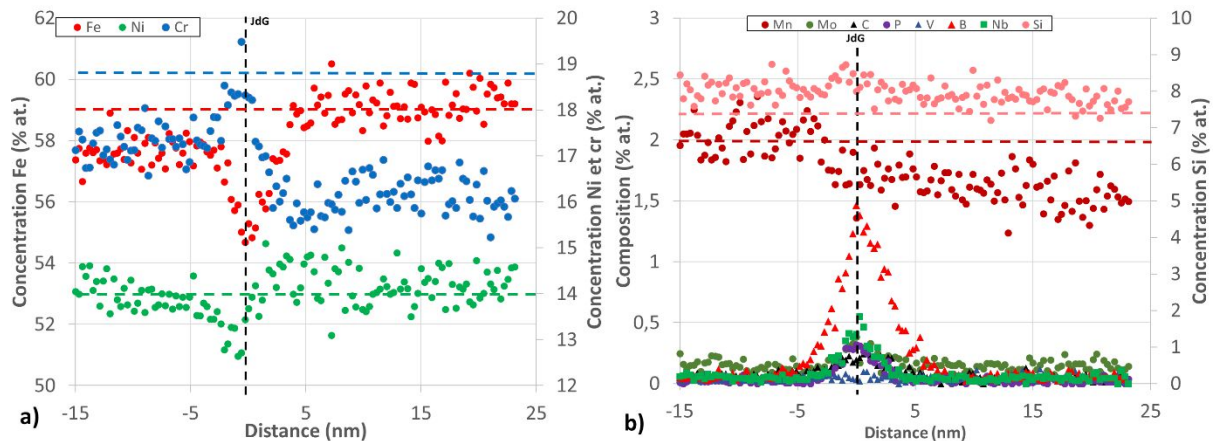 62 20 3 10
JdG JdG
Fe Ni Cr Mn Mo C P V B Nb Si
19 9
60 2.5
18 8
58 17 2 7
6
16 1,5 5
56
15 4
54 1
14 3
52 13 0,5 2
12 1
50 11 0 0
-15 -5 5 15 25 -15 -5 5 15 25
a) Distance (nm) b) Distance (nm)
Concentration Fe (% at.)
Concentration Ni et cr (% at.)
Composition (% at.)
Concentration Si (% at.)